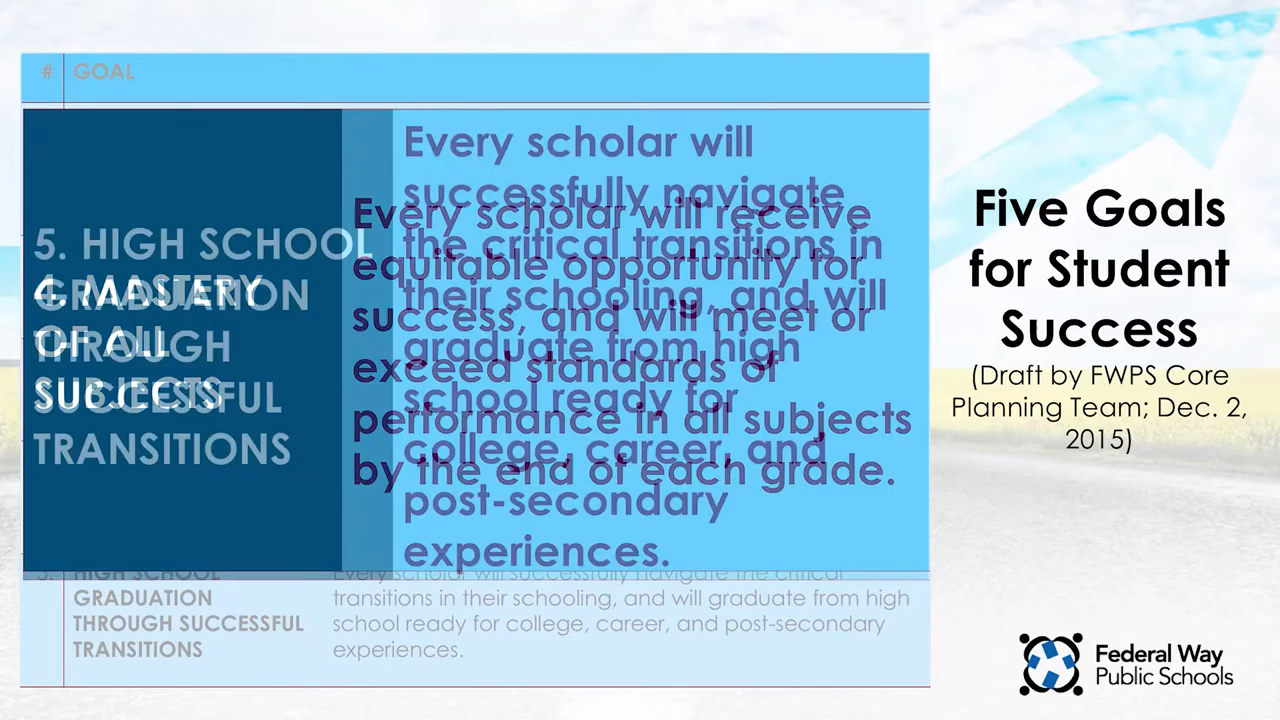 # GOAL
5. HIGH SCHOOL
GRADUATION
THROUGH
SUCCESSFUL
TRANSITIONS
4. MASTERY
OF ALL
SUBJECTS
Every scholar will
successfully navigate
the critical transitions in
their schooling, and will
graduate from high
school ready for
college, career, and
post-secondary
experiences.
Every scholar will receive
equitable opportunity for
success, and will meet or
exceed standards of
performance in all subjects
by the end of each grade.
5. HIGH SCHOOL
GRADUATION
THROUGH SUCCESSFUL
TRANSITIONS
Every scholar will successfully navigate the critical
transitions in their schooling, and will graduate from high
school ready for college, career, and post-secondary
experiences.
Five Goals
for Student
Success
(Draft by FWPS Core
Planning Team; Dec. 2,
2015)
Federal Way
Public Schools